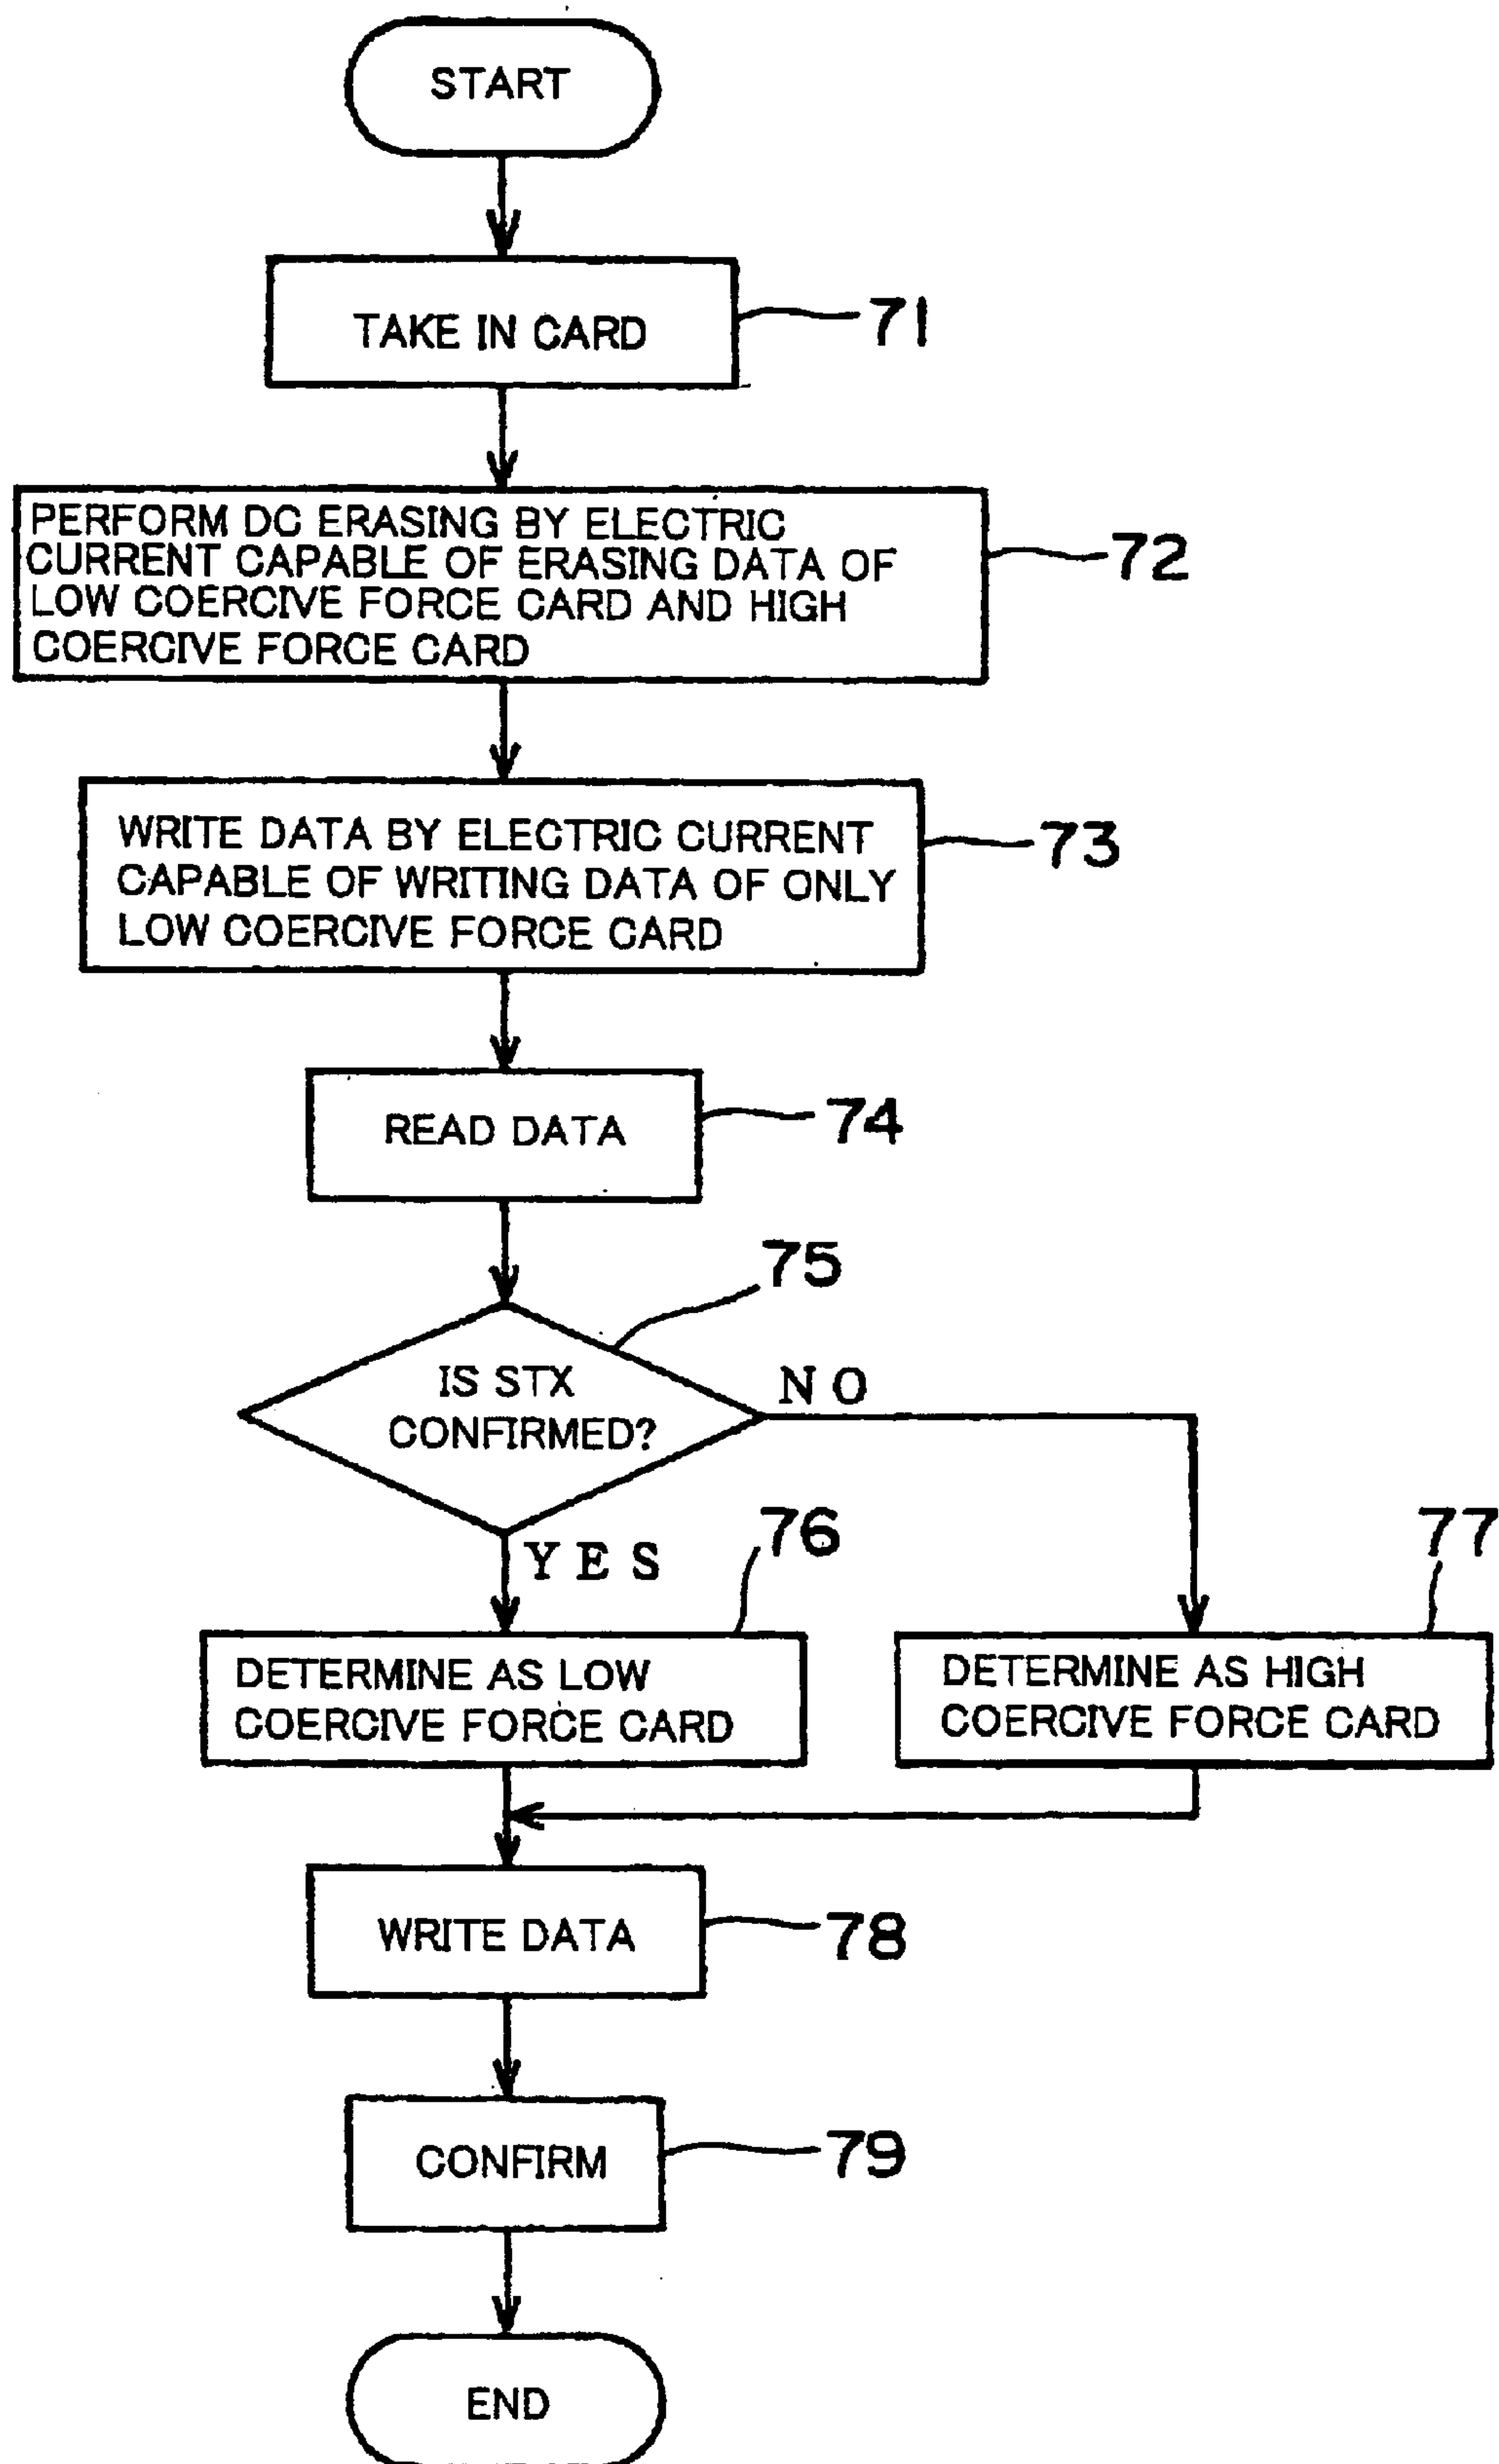 START
TAKE IN CARD
71
PERFORM DC ERASING BY ELECTRIC
CURRENT CAPABLE OF ERASING DATA OF
LOW COERCIVE FORCE CARD AND HIGH
COERCIVE FORCE CARD
72
WRITE DATA BY ELECTRIC CURRENT
CAPABLE OF WRITING DATA OF ONLY
LOW COERCIVE FORCE CARD
73
READ DATA
74
75
IS STX
CONFIRMED?
NO
YES
76
77
DETERMINE AS LOW
COERCIVE FORCE CARD
DETERMINE AS HIGH
COERCIVE FORCE CARD
WRITE DATA
78
CONFIRM
79
END